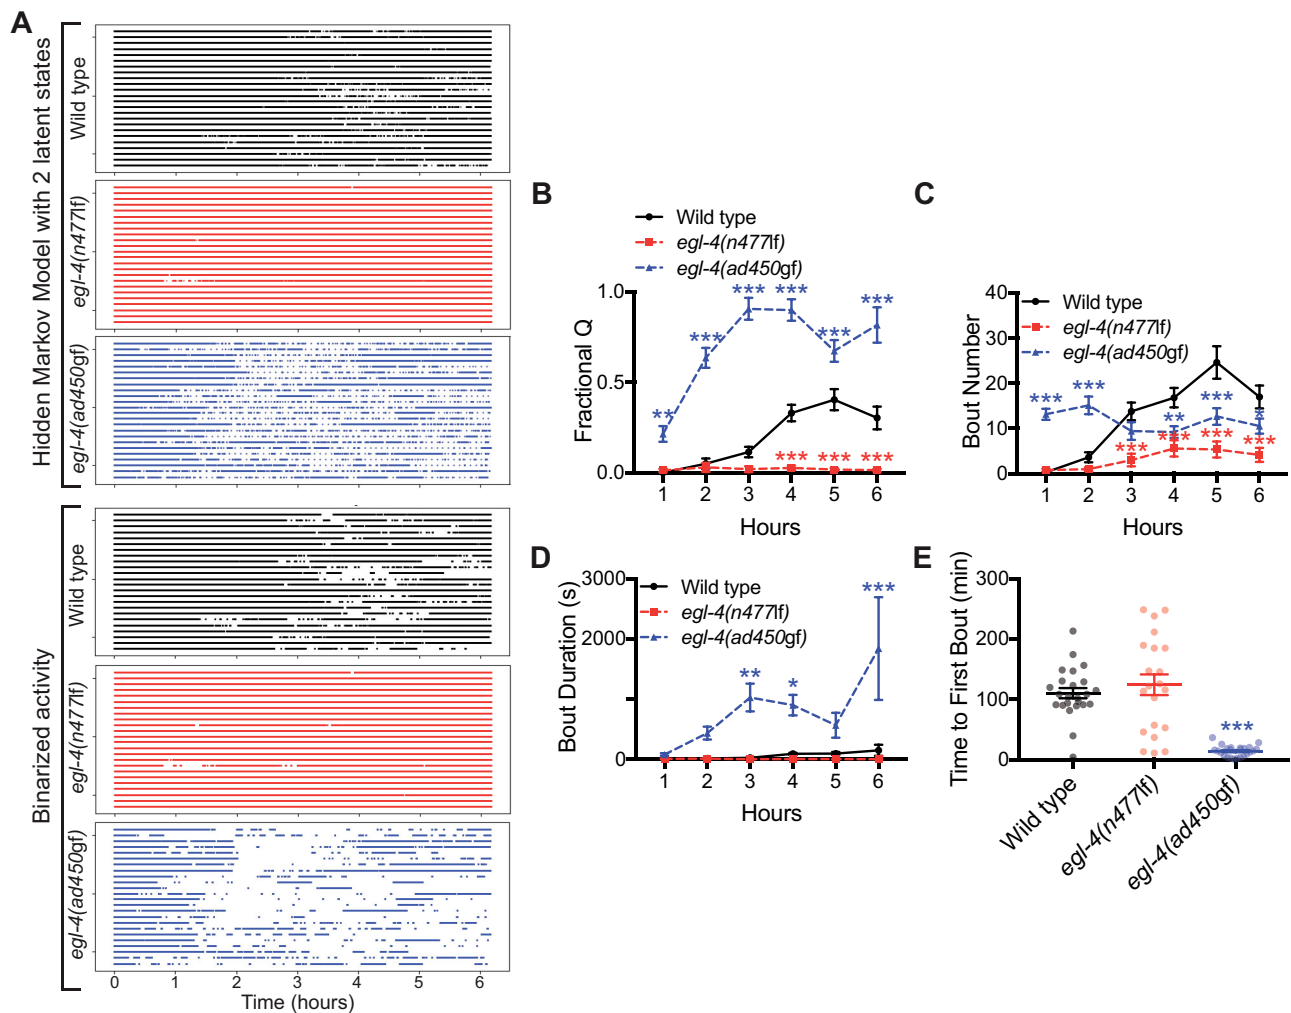 A
Hidden Markov Model with 2 latent states
Wild type
egl-4(n477lf)
egl-4(ad450gf)
Binarized activity
Wild type
egl-4(n477lf)
egl-4(ad450gf)
0 1 2 3 4 5 6
Time (hours)
B
Wild type
egl-4(n477lf)
egl-4(ad450gf)
Fractional Q
1.0
0.5
0.0
** *** *** *** *** ***
*** *** ***
1 2 3 4 5 6
Hours
C
Wild type
egl-4(n477lf)
egl-4(ad450gf)
Bout Number
40
30
20
10
0
*** *** ** *** *
*** *** *** ***
1 2 3 4 5 6
Hours
D
Wild type
egl-4(n477lf)
egl-4(ad450gf)
Bout Duration (s)
3000
2000
0
** * ***
1 2 3 4 5 6
Hours
E
Time to First Bout (min)
300
200
100
0
***
Wild type
egl-4(n477lf)
egl-4(ad450gf)